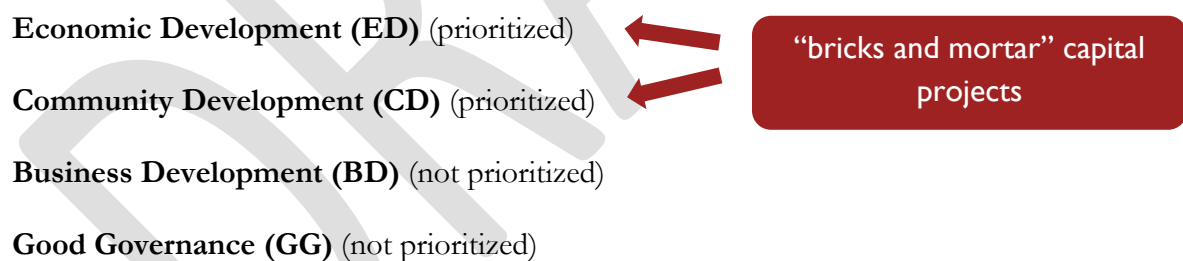 Economic Development (ED) (prioritized)
“bricks and mortar” capital
projects
Community Development (CD) (prioritized)
Business Development (BD) (not prioritized)
Good Governance (GG) (not prioritized)